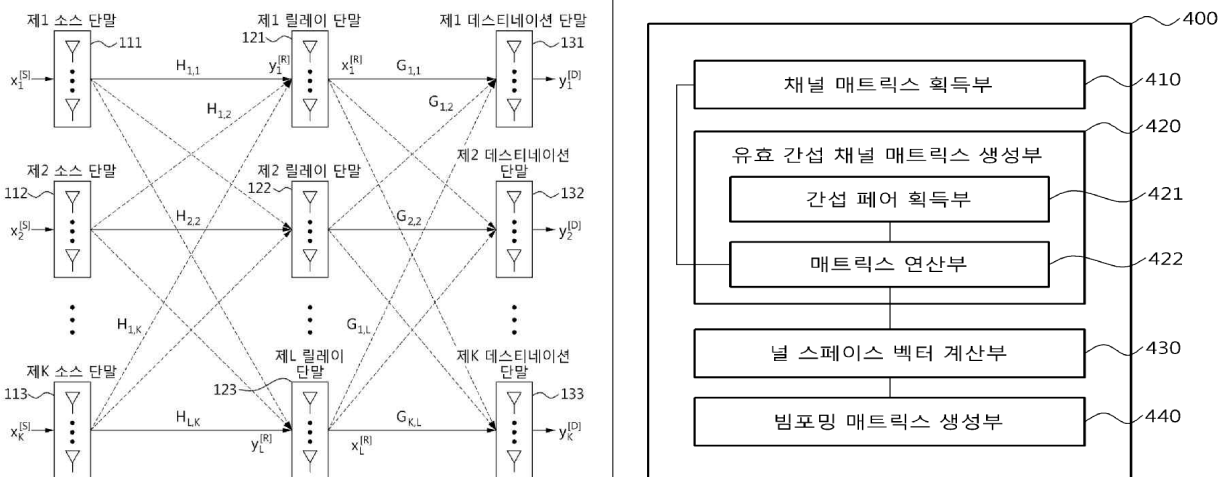 제1 소스 단말
제1 릴레이 단말
제1 데스티네이션 단말
111
121
131
x₁[S]
H1,1
y₁[R]
x₁[R]
G1,1
y₁[D]
H1,2
G1,2
제2 소스 단말
제2 릴레이 단말
제2 데스티네이션
단말
112
122
132
x₂[S]
H2,2
G2,2
y₂[D]
H1,K
G1,L
제K 소스 단말
제L 릴레이
단말
제K 데스티네이션
단말
113
123
133
xK[S]
HL,K
yL[R]
xL[R]
GK,L
yK[D]
400
채널 매트릭스 획득부
410
420
유효 간섭 채널 매트릭스 생성부
간섭 페어 획득부
421
매트릭스 연산부
422
널 스페이스 벡터 계산부
430
빔포밍 매트릭스 생성부
440